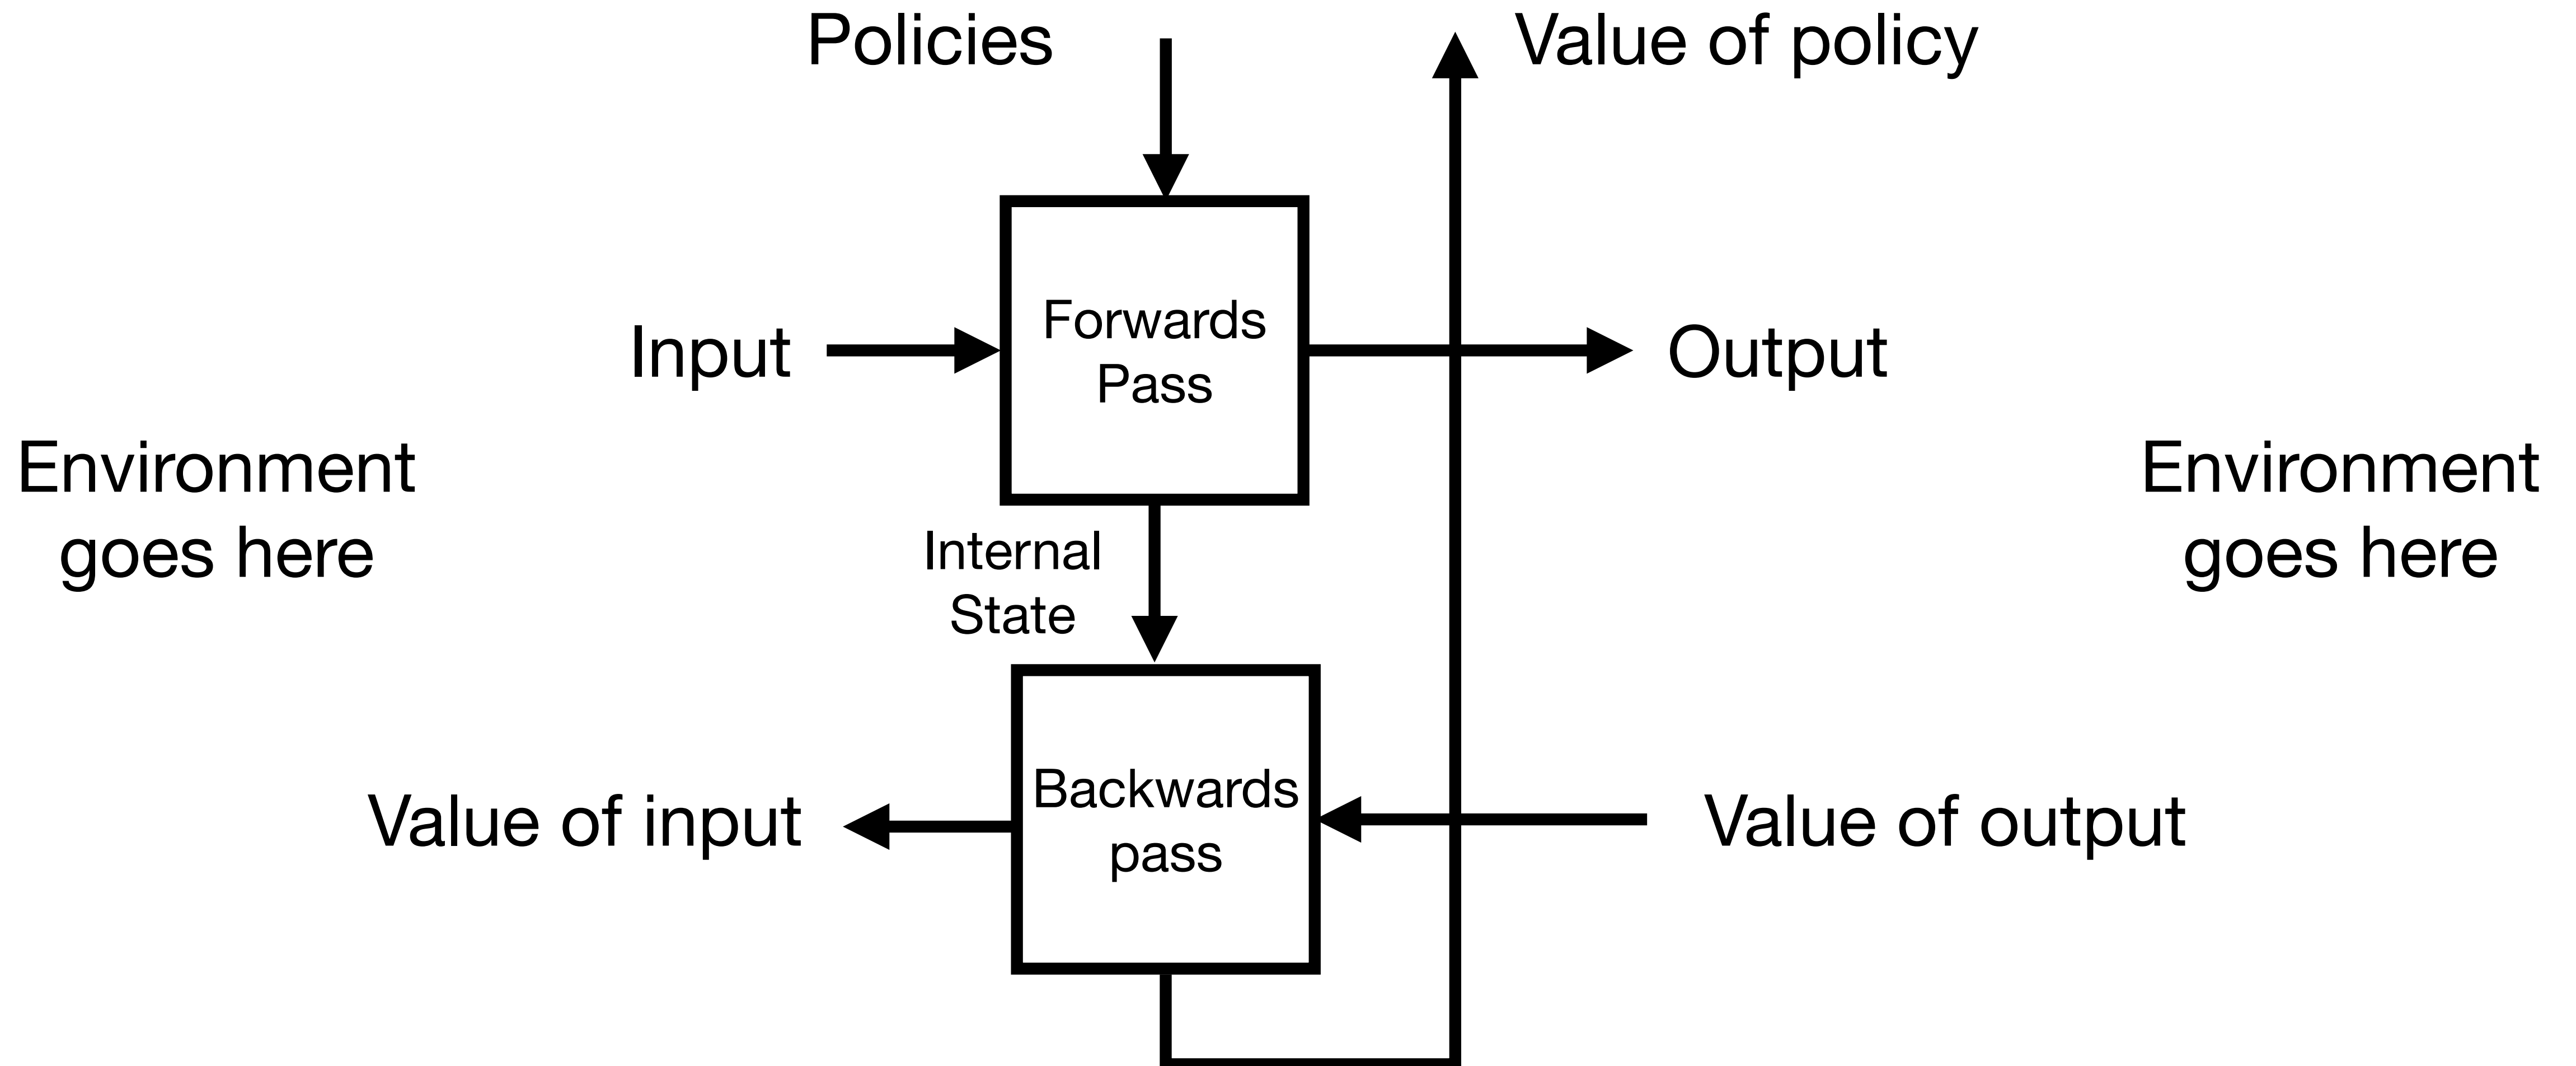 Policies
Value of policy
Input
Forwards
Pass
Output
Environment
goes here
Environment
goes here
Internal
State
Value of input
Backwards
pass
Value of output